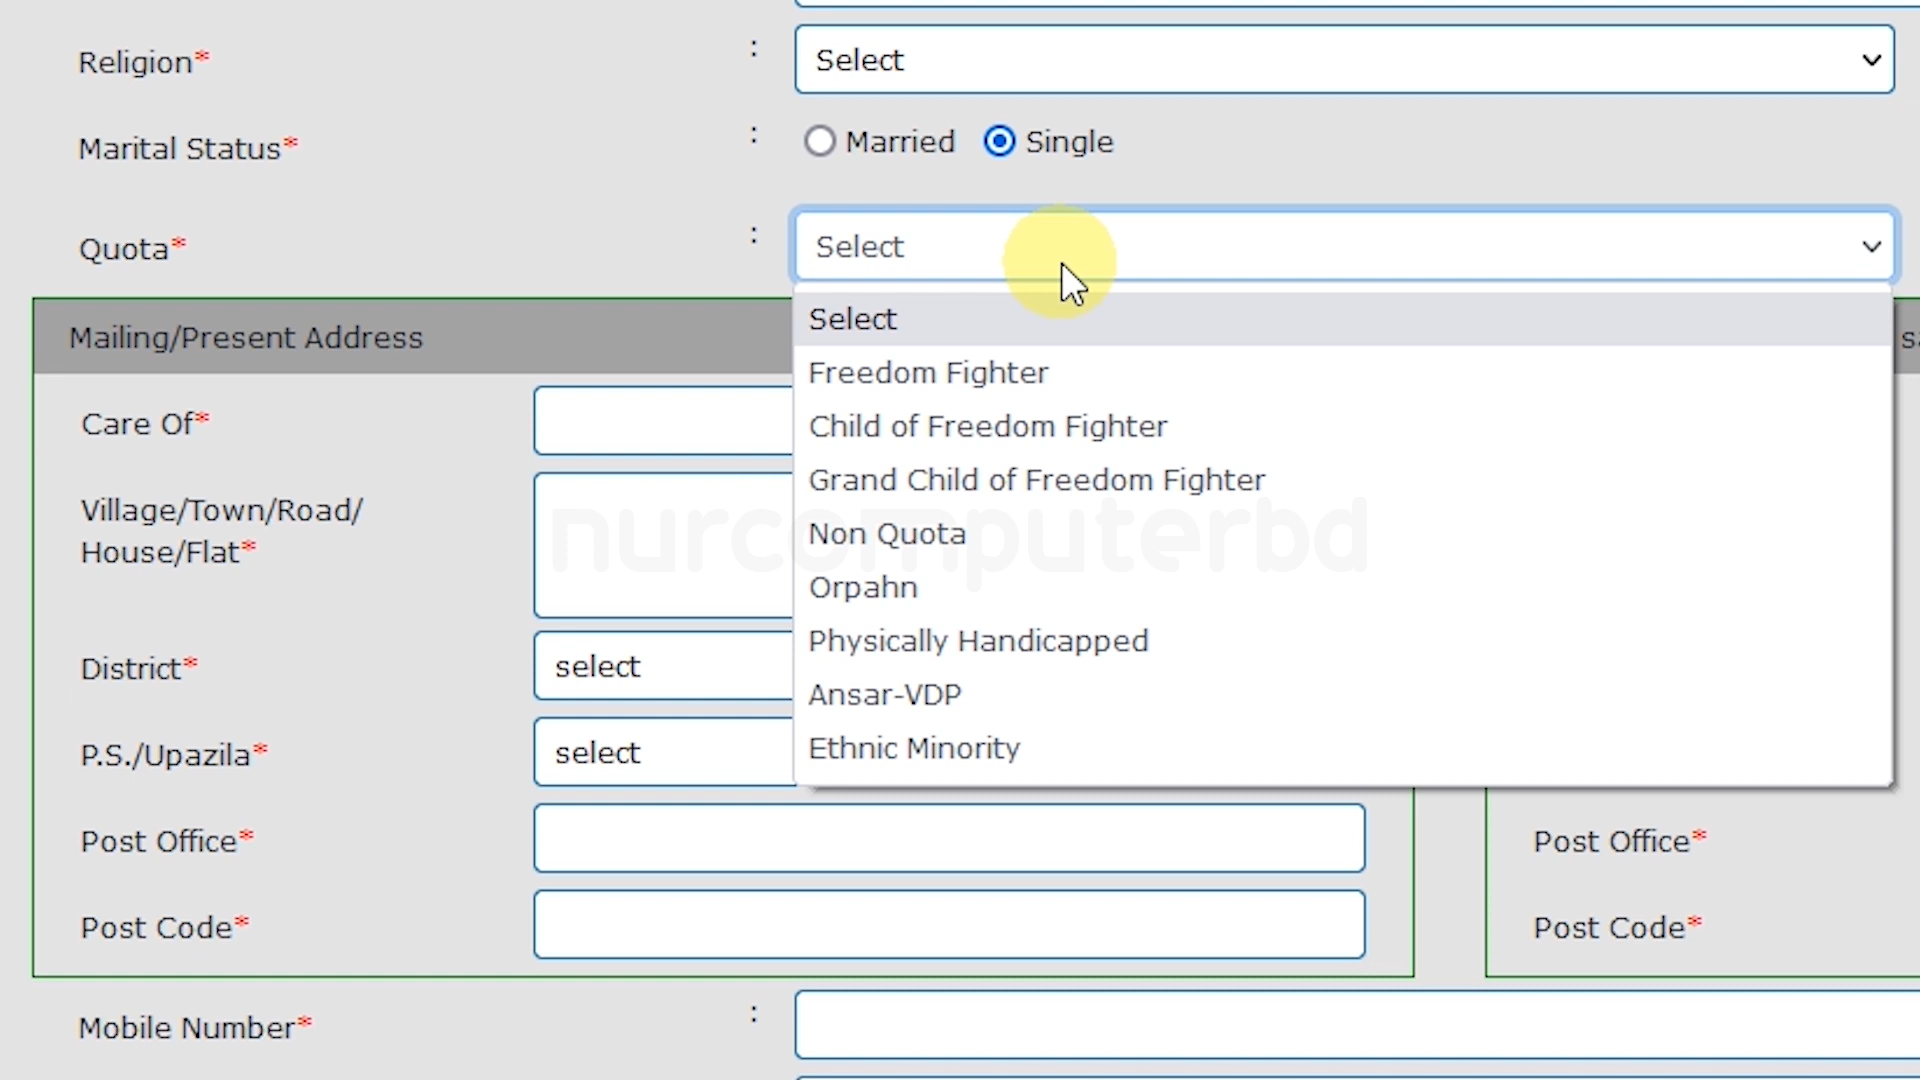 Religion*
:
Select
Marital Status*
:
Married
Single
Quota*
:
Select
Select
Freedom Fighter
Child of Freedom Fighter
Grand Child of Freedom Fighter
Non Quota
Orpahn
Physically Handicapped
Ansar-VDP
Ethnic Minority
Mailing/Present Address
Care Of*
Village/Town/Road/
House/Flat*
District*
select
P.S./Upazila*
select
Post Office*
Post Code*
Post Office*
Post Code*
Mobile Number*
:
nurcomputerbd